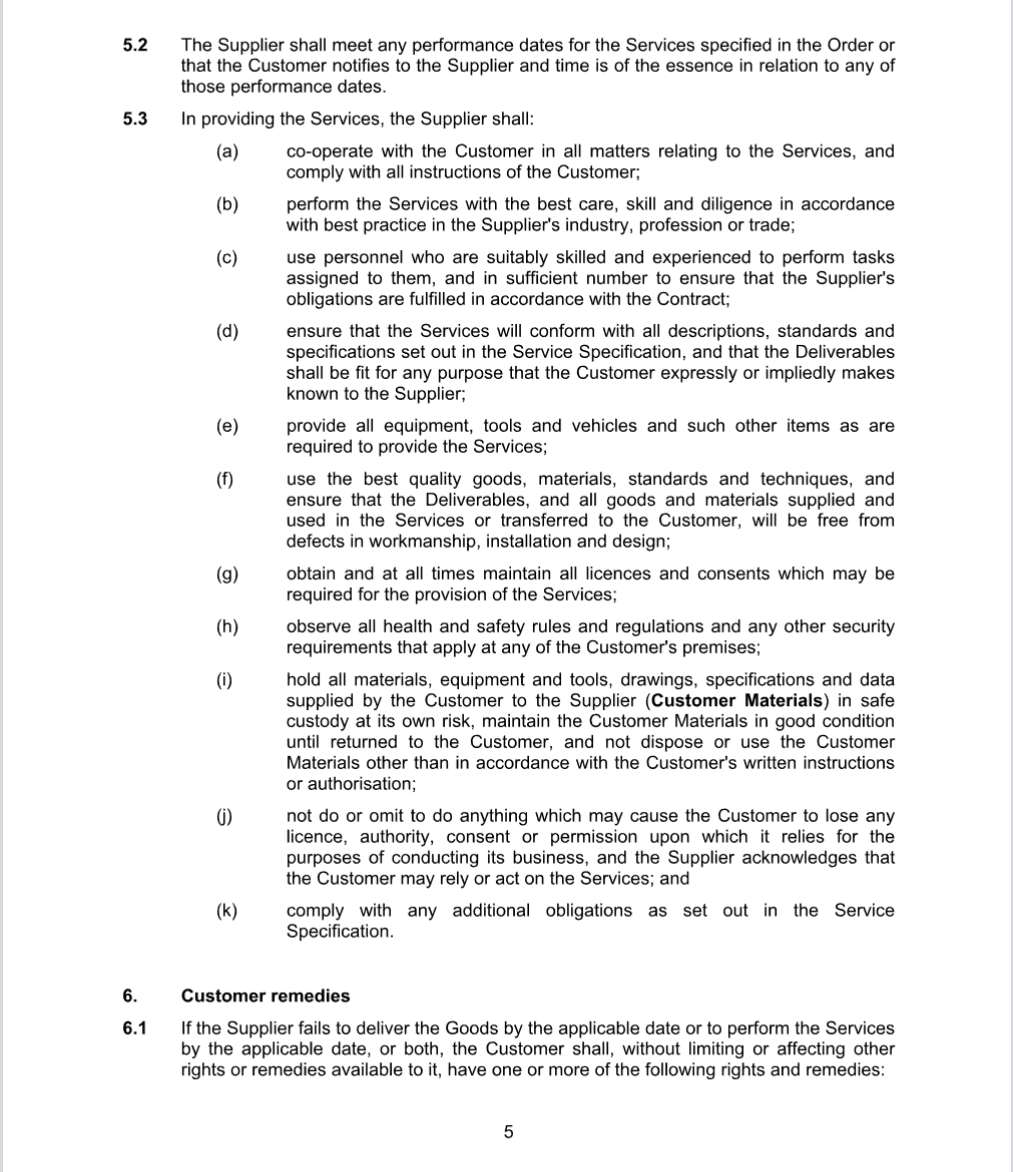 5.2 The Supplier shall meet any performance dates for the Services specified in the Order or
that the Customer notifies to the Supplier and time is of the essence in relation to any of
those performance dates.
5.3 In providing the Services, the Supplier shall:
(a) co-operate with the Customer in all matters relating to the Services, and
comply with all instructions of the Customer;
(b) perform the Services with the best care, skill and diligence in accordance
with best practice in the Supplier's industry, profession or trade;
(c) use personnel who are suitably skilled and experienced to perform tasks
assigned to them, and in sufficient number to ensure that the Supplier's
obligations are fulfilled in accordance with the Contract;
(d) ensure that the Services will conform with all descriptions, standards and
specifications set out in the Service Specification, and that the Deliverables
shall be fit for any purpose that the Customer expressly or impliedly makes
known to the Supplier;
(e) provide all equipment, tools and vehicles and such other items as are
required to provide the Services;
(f) use the best quality goods, materials, standards and techniques, and
ensure that the Deliverables, and all goods and materials supplied and
used in the Services or transferred to the Customer, will be free from
defects in workmanship, installation and design;
(g) obtain and at all times maintain all licences and consents which may be
required for the provision of the Services;
(h) observe all health and safety rules and regulations and any other security
requirements that apply at any of the Customer's premises;
(i) hold all materials, equipment and tools, drawings, specifications and data
supplied by the Customer to the Supplier (Customer Materials) in safe
custody at its own risk, maintain the Customer Materials in good condition
until returned to the Customer, and not dispose or use the Customer
Materials other than in accordance with the Customer's written instructions
or authorisation;
(j) not do or omit to do anything which may cause the Customer to lose any
licence, authority, consent or permission upon which it relies for the
purposes of conducting its business, and the Supplier acknowledges that
the Customer may rely or act on the Services; and
(k) comply with any additional obligations as set out in the Service
Specification.
6. Customer remedies
6.1 If the Supplier fails to deliver the Goods by the applicable date or to perform the Services
by the applicable date, or both, the Customer shall, without limiting or affecting other
rights or remedies available to it, have one or more of the following rights and remedies:
5